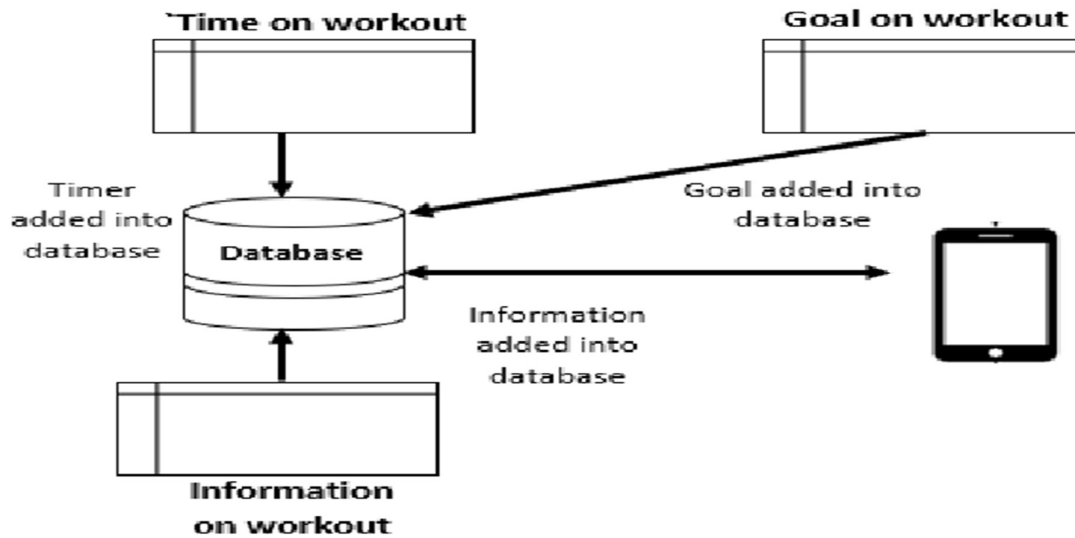 `Time on workout
Goal on workout
Timer
added into
database
Goal added into
database
Database
Information
added into
database
Information
on workout